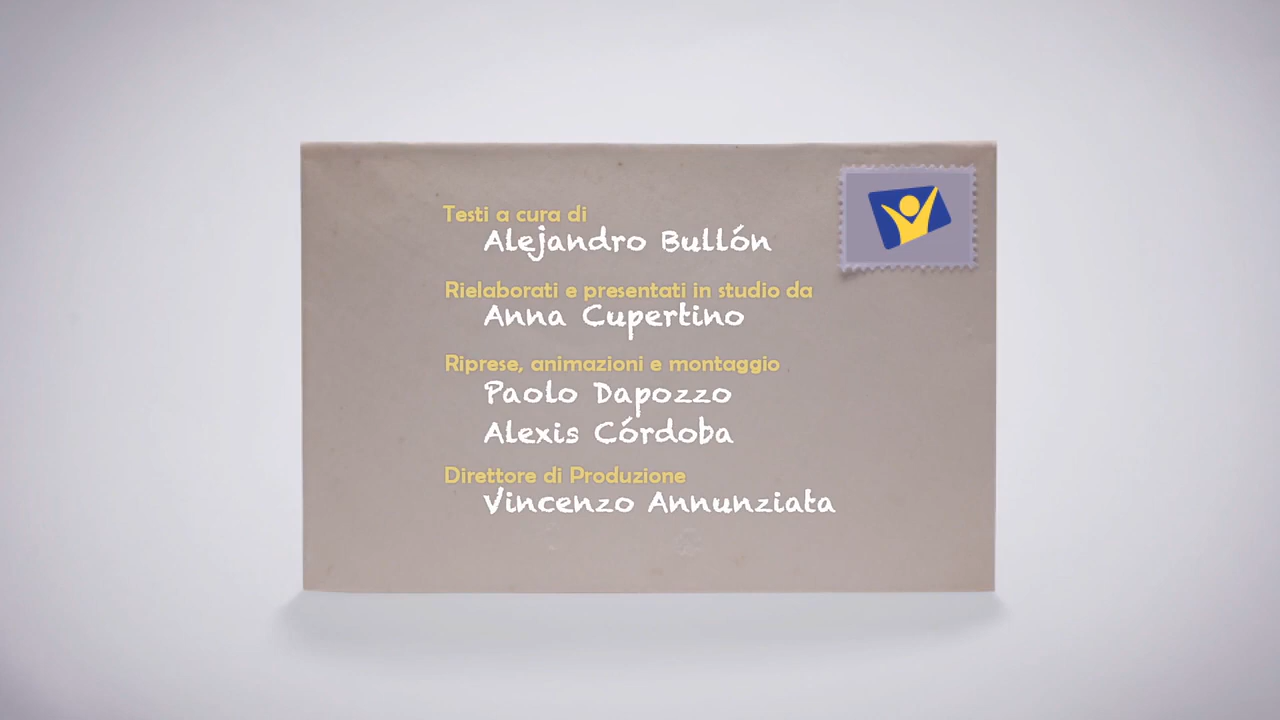 Testi a cura di
Alejandro Bullón
Rielaborati e presentati in studio da
Anna Cupertino
Riprese, animazioni e montaggio
Paolo Dapozzo
Alexis Córdoba
Direttore di Produzione
Vincenzo Annunziata